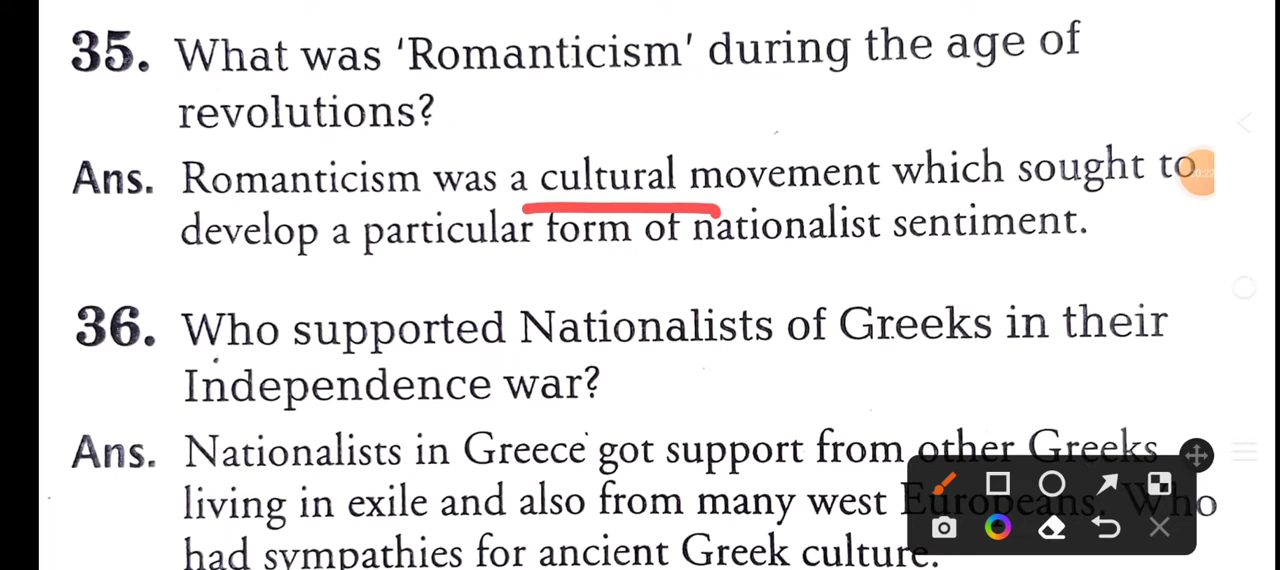 35. What was ‘Romanticism’ during the age of
revolutions?
Ans. Romanticism was a cultural movement which sought to
develop a particular form of nationalist sentiment.
36. Who supported Nationalists of Greeks in their
Independence war?
Ans. Nationalists in Greece got support from other Greeks
living in exile and also from many west Europeans. Who
had sympathies for ancient Greek culture.